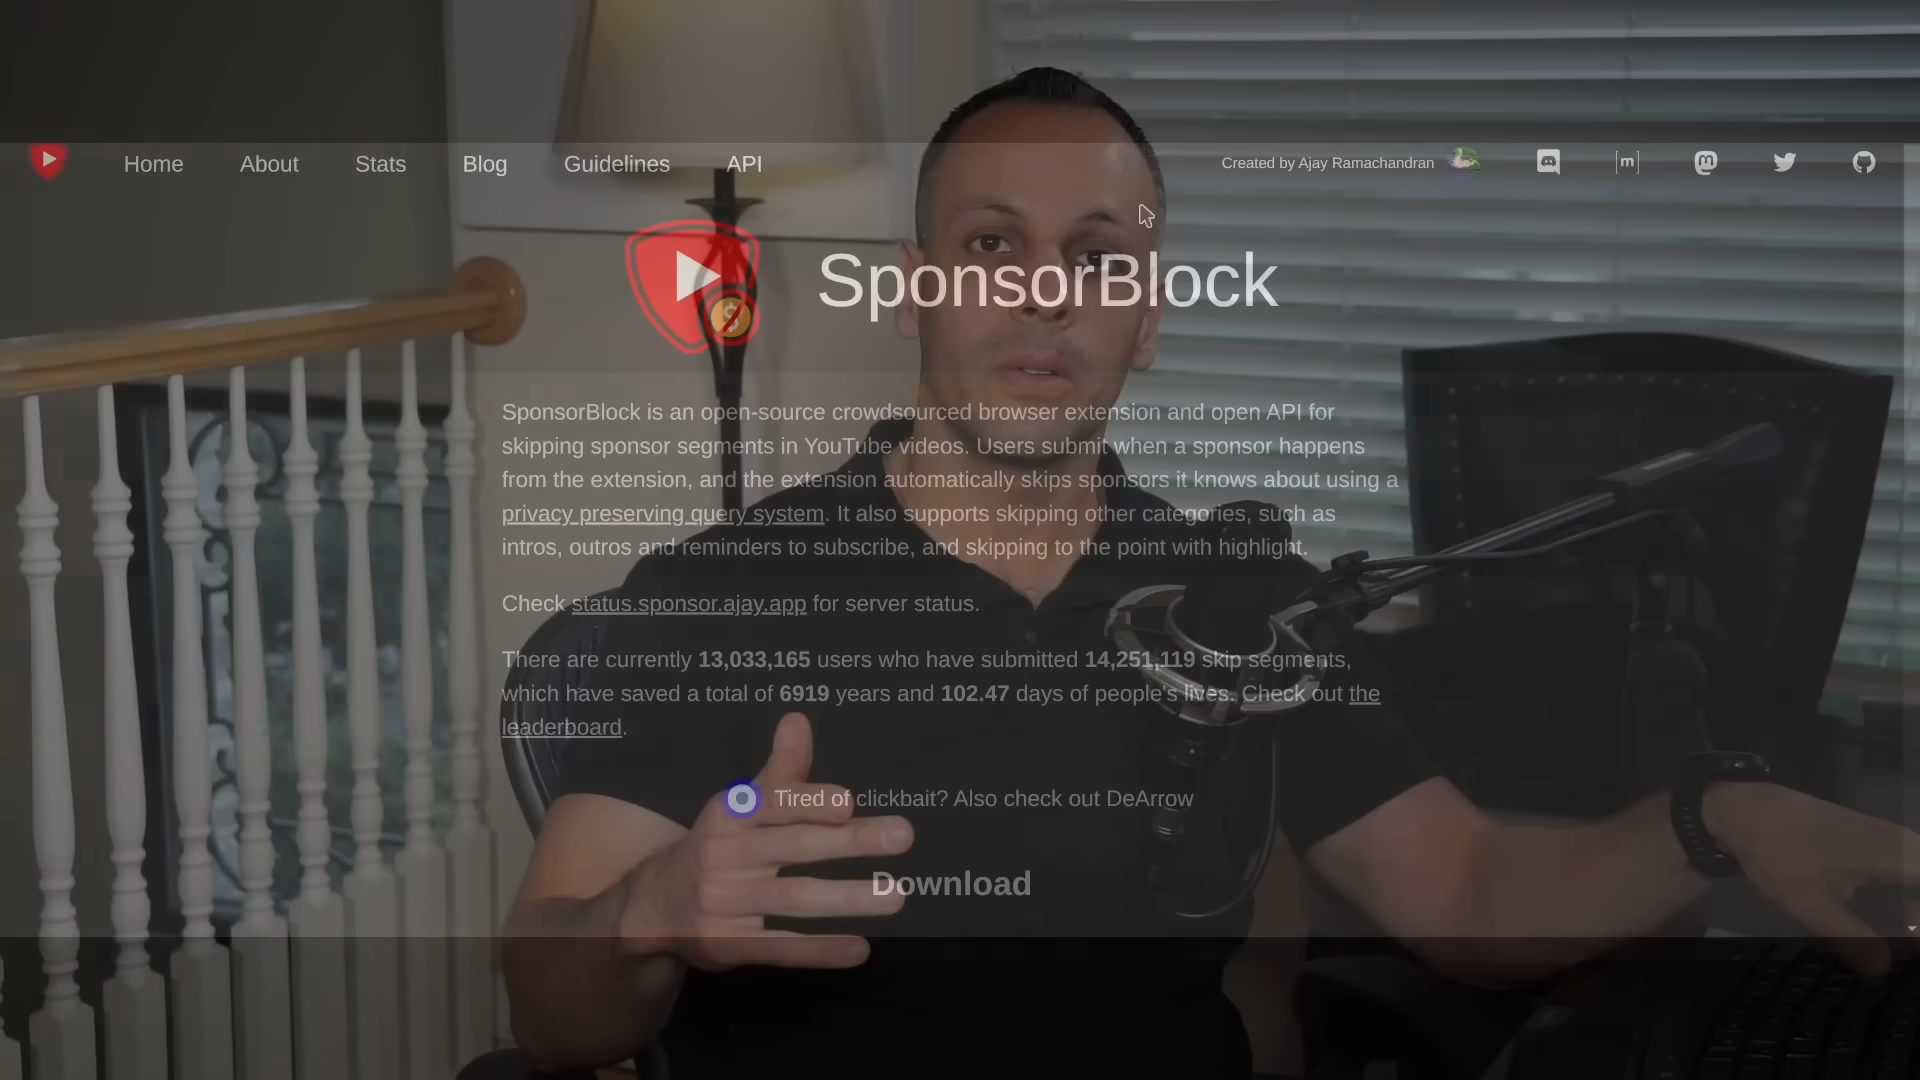 Home About Stats Blog Guidelines API Created by Ajay Ramachandran
SponsorBlock
SponsorBlock is an open-source crowdsourced browser extension and open API for
skipping sponsor segments in YouTube videos. Users submit when a sponsor happens
from the extension, and the extension automatically skips sponsors it knows about using a
privacy preserving query system. It also supports skipping other categories, such as
intros, outros and reminders to subscribe, and skipping to the point with highlight.
Check status.sponsor.ajay.app for server status.
There are currently 13,033,165 users who have submitted 14,251,119 skip segments,
which have saved a total of 6919 years and 102.47 days of people's lives. Check out the
leaderboard.
Tired of clickbait? Also check out DeArrow
Download